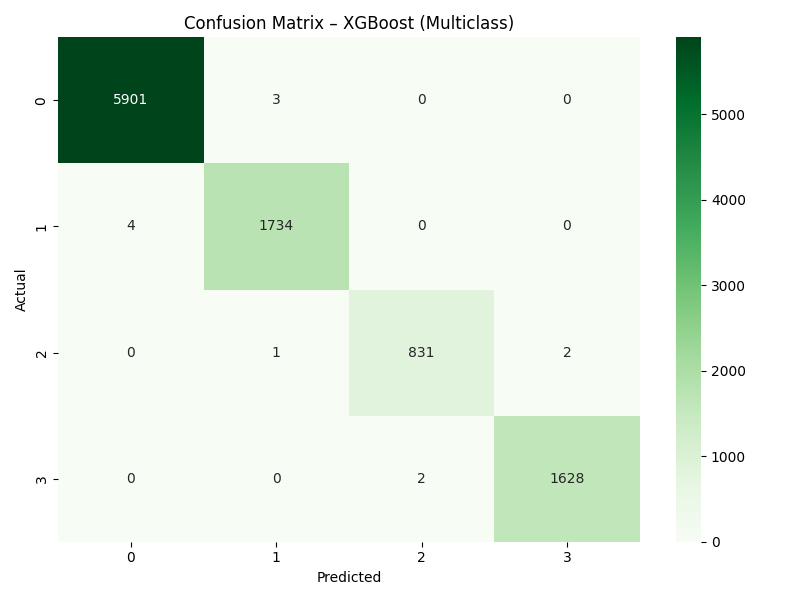 Confusion Matrix – XGBoost (Multiclass)
Actual
0 5901 3 0 0
1 4 1734 0 0
2 0 1 831 2
3 0 0 2 1628
0 1 2 3
Predicted
5000
4000
3000
2000
1000
0